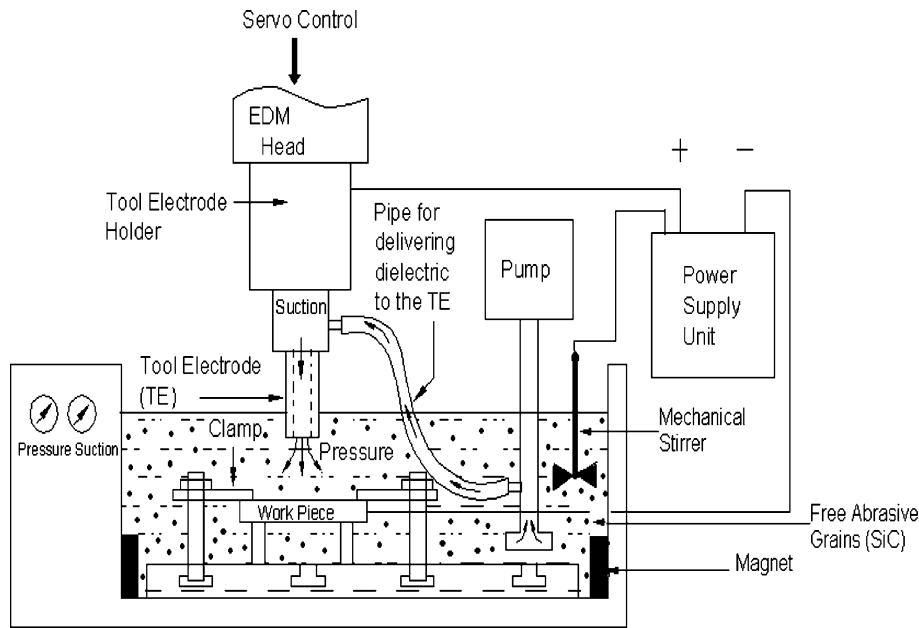 Servo Control
EDM
Head
+ −
Tool Electrode
Holder
Pipe for
delivering
dielectric
to the TE
Pump
Power
Supply
Unit
Suction
Tool Electrode
(TE)
Mechanical
Stirrer
Clamp
Pressure
Pressure Suction
Work Piece
Free Abrasive
Grains (SiC)
Magnet